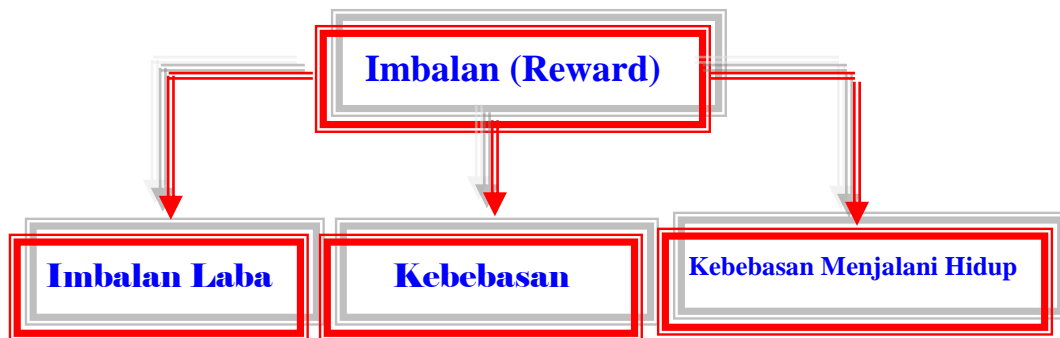 Imbalan (Reward)
Imbalan Laba
Kebebasan
Kebebasan Menjalani Hidup